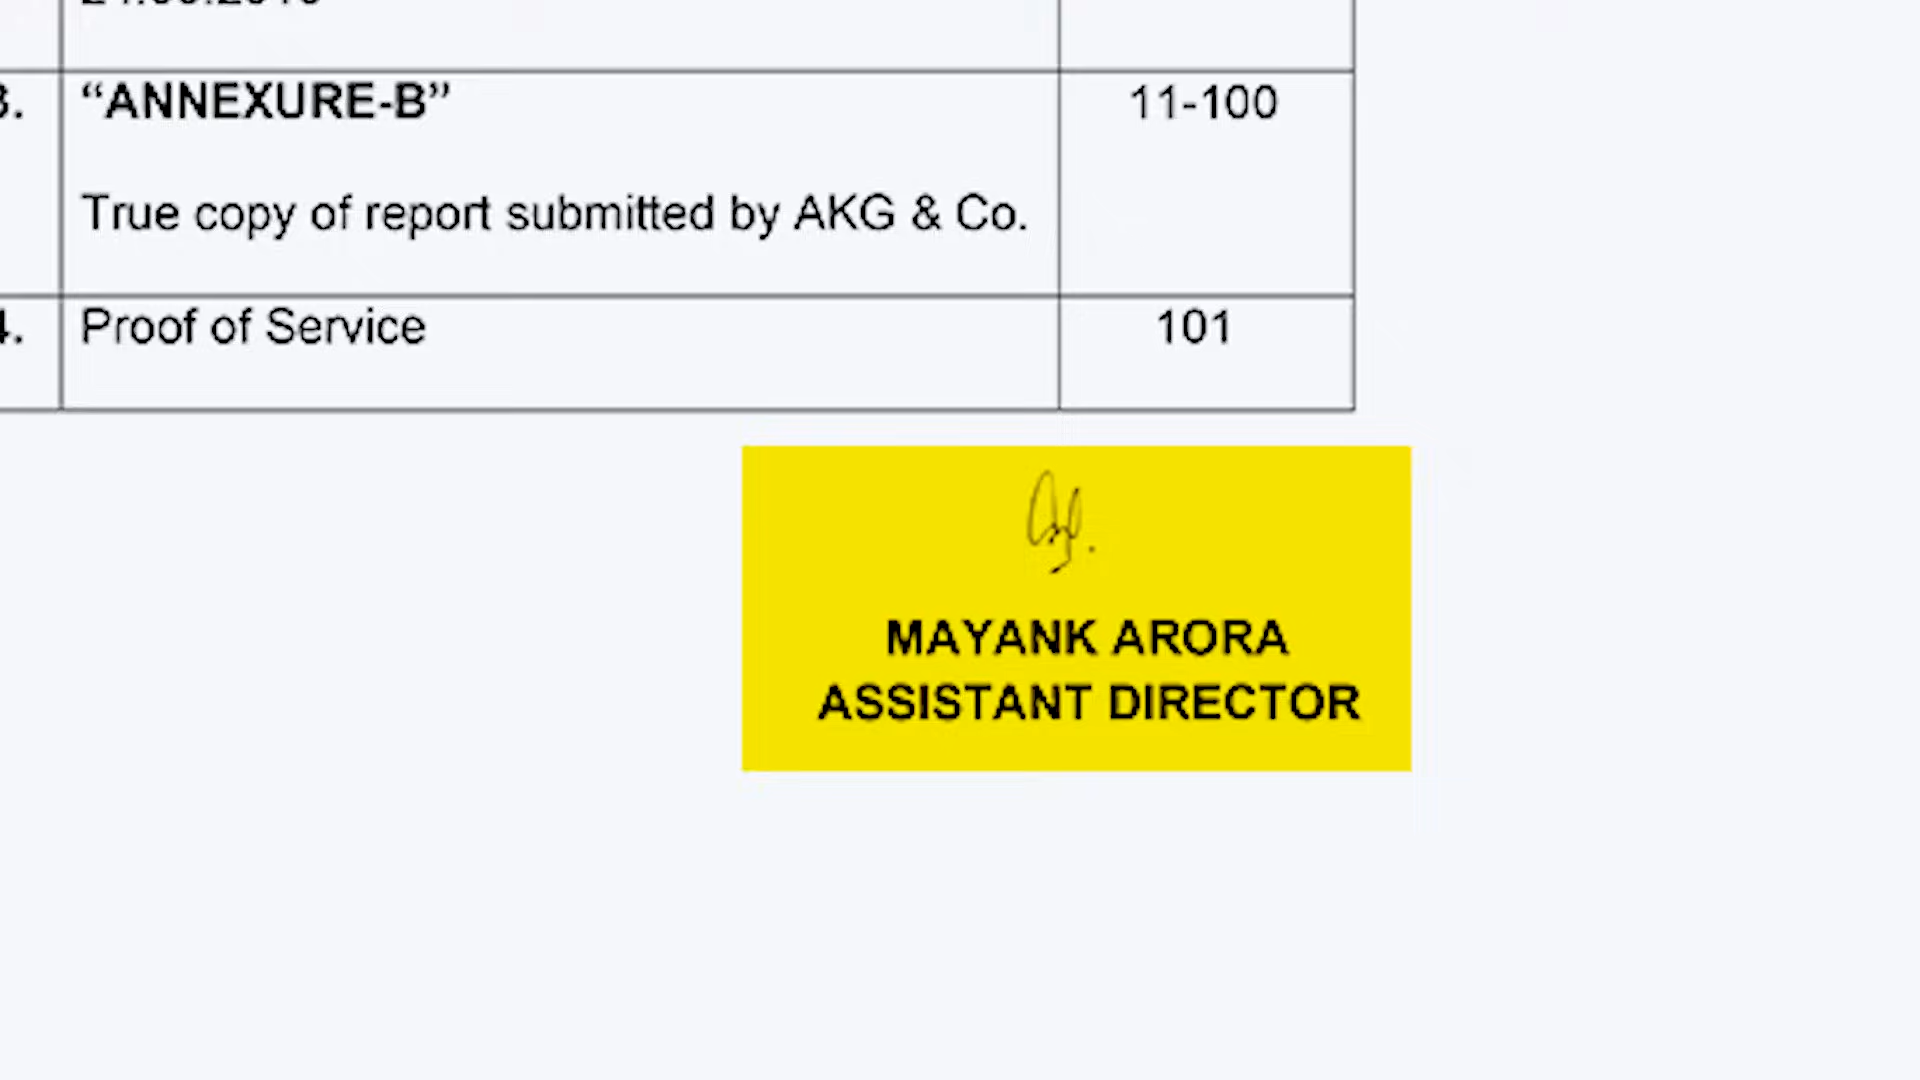 3.
“ANNEXURE-B”
11-100
True copy of report submitted by AKG & Co.
4.
Proof of Service
101
MAYANK ARORA
ASSISTANT DIRECTOR